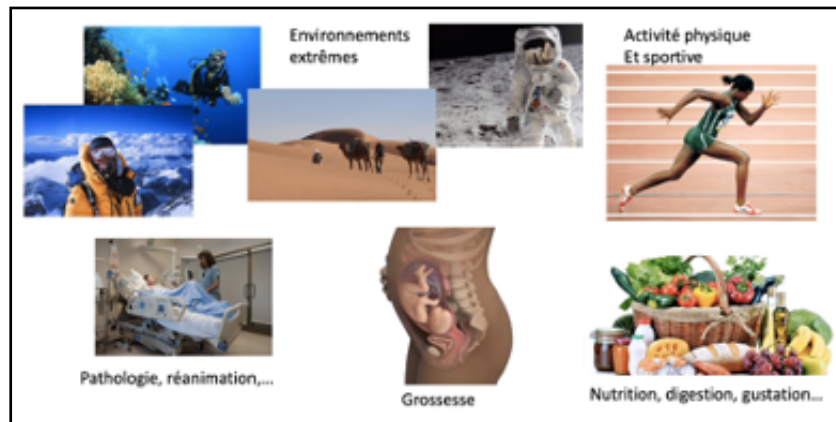 Environnements
extrêmes
Activité physique
Et sportive
Pathologie, réanimation,...
Grossesse
Nutrition, digestion, gustation...